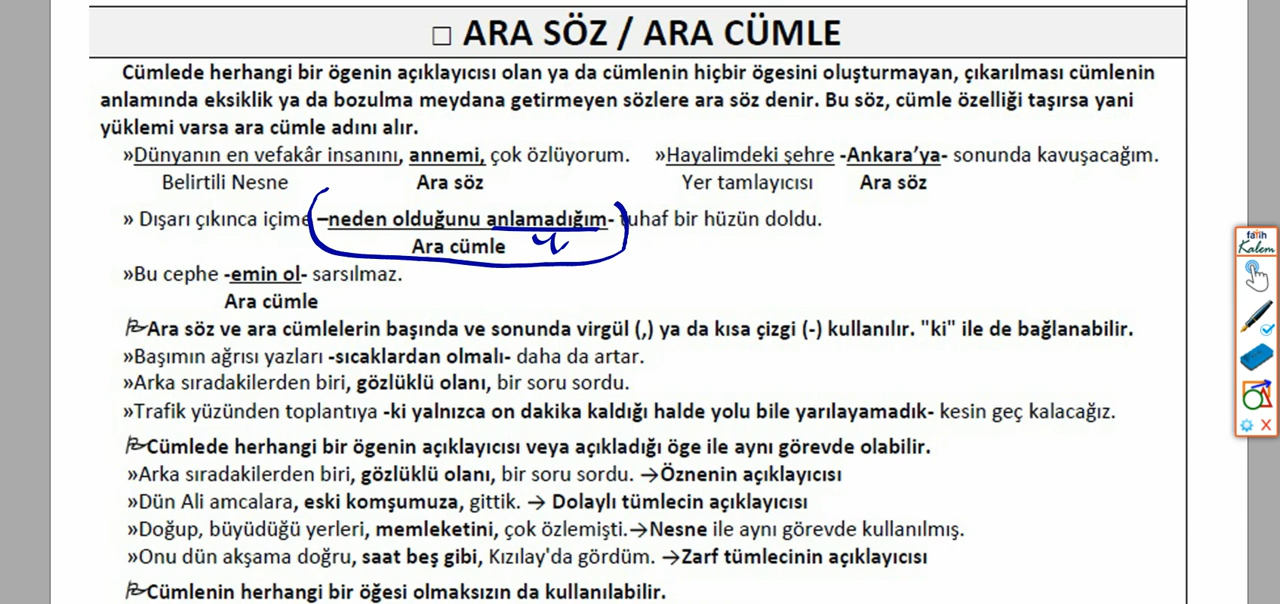 □ ARA SÖZ / ARA CÜMLE
Cümlede herhangi bir ögenin açıklayıcısı olan ya da cümlenin hiçbir ögesini oluşturmayan, çıkarılması cümlenin
anlamında eksiklik ya da bozulma meydana getirmeyen sözlere ara söz denir. Bu söz, cümle özelliği taşırsa yani
yüklemi varsa ara cümle adını alır.
»Dünyanın en vefakâr insanını, annemi, çok özlüyorum. »Hayalimdeki şehre -Ankara'ya- sonunda kavuşacağım.
Belirtili Nesne Ara söz Yer tamlayıcısı Ara söz
» Dışarı çıkınca içime –neden olduğunu anlamadığım- tuhaf bir hüzün doldu.
Ara cümle y
»Bu cephe -emin ol- sarsılmaz.
Ara cümle
Ara söz ve ara cümlelerin başında ve sonunda virgül (,) ya da kısa çizgi (-) kullanılır. "ki" ile de bağlanabilir.
»Başımın ağrısı yazları -sıcaklardan olmalı- daha da artar.
»Arka sıradakilerden biri, gözlüklü olanı, bir soru sordu.
»Trafik yüzünden toplantıya -ki yalnızca on dakika kaldığı halde yolu bile yarılayamadık- kesin geç kalacağız.
Cümlede herhangi bir ögenin açıklayıcısı veya açıkladığı öge ile aynı görevde olabilir.
»Arka sıradakilerden biri, gözlüklü olanı, bir soru sordu. →Öznenin açıklayıcısı
»Dün Ali amcalara, eski komşumuza, gittik. → Dolaylı tümlecin açıklayıcısı
»Doğup, büyüdüğü yerleri, memleketini, çok özlemişti.→Nesne ile aynı görevde kullanılmış.
»Onu dün akşama doğru, saat beş gibi, Kızılay'da gördüm. →Zarf tümlecinin açıklayıcısı
Cümlenin herhangi bir öğesi olmaksızın da kullanılabilir.
fatih
Kalem